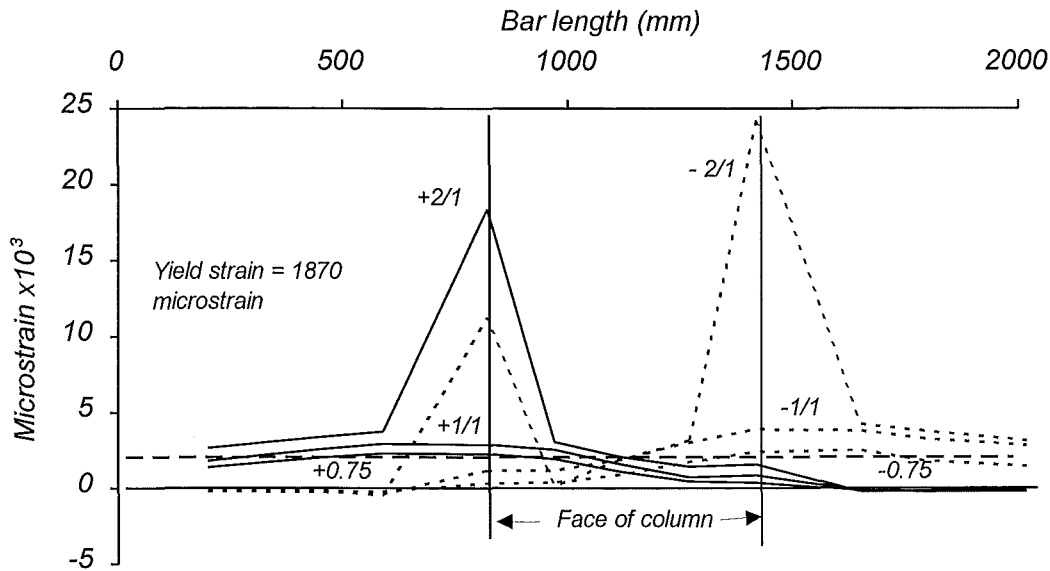 Bar length (mm)
0 500 1000 1500 2000
25
20
15
10
5
0
-5
Microstrain x10³
+2/1
- 2/1
Yield strain = 1870
microstrain
+1/1
-1/1
+0.75
-0.75
Face of column